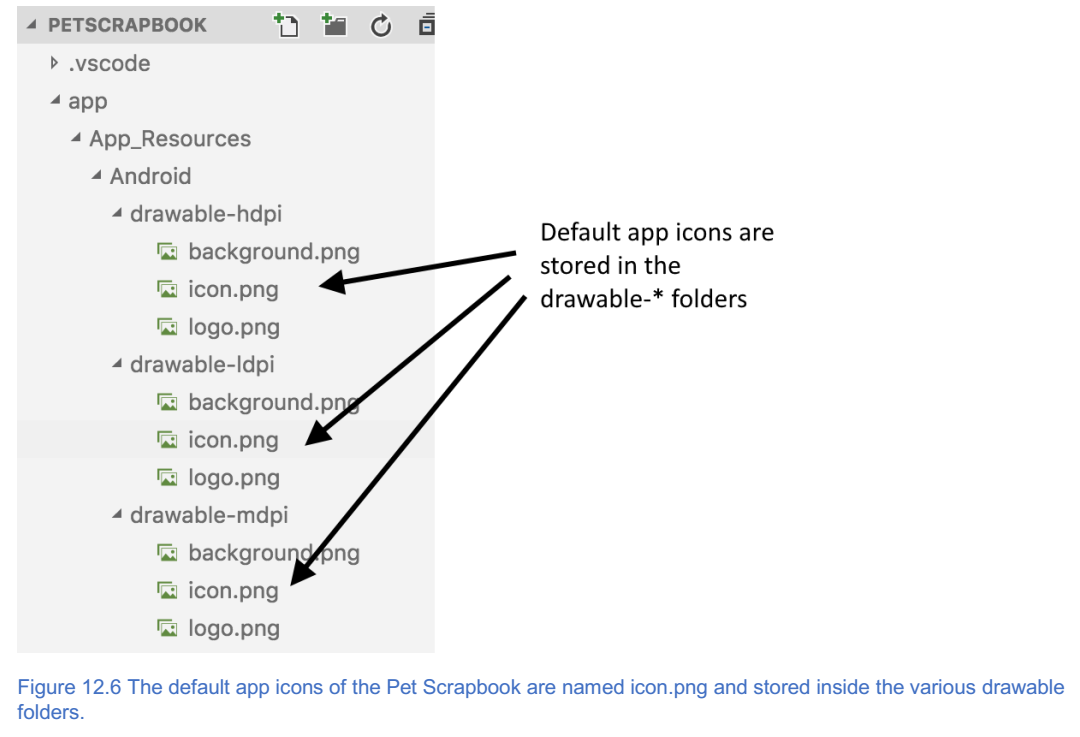 PETSCRAPBOOK
.vscode
app
App_Resources
Android
drawable-hdpi
background.png
icon.png
logo.png
drawable-ldpi
background.png
icon.png
logo.png
drawable-mdpi
background.png
icon.png
logo.png
Default app icons are
stored in the
drawable-* folders
Figure 12.6 The default app icons of the Pet Scrapbook are named icon.png and stored inside the various drawable
folders.